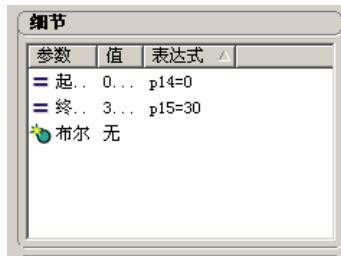 细节
参数 值 表达式
= 起.. 0... p14=0
= 终.. 3... p15=30
布尔 无